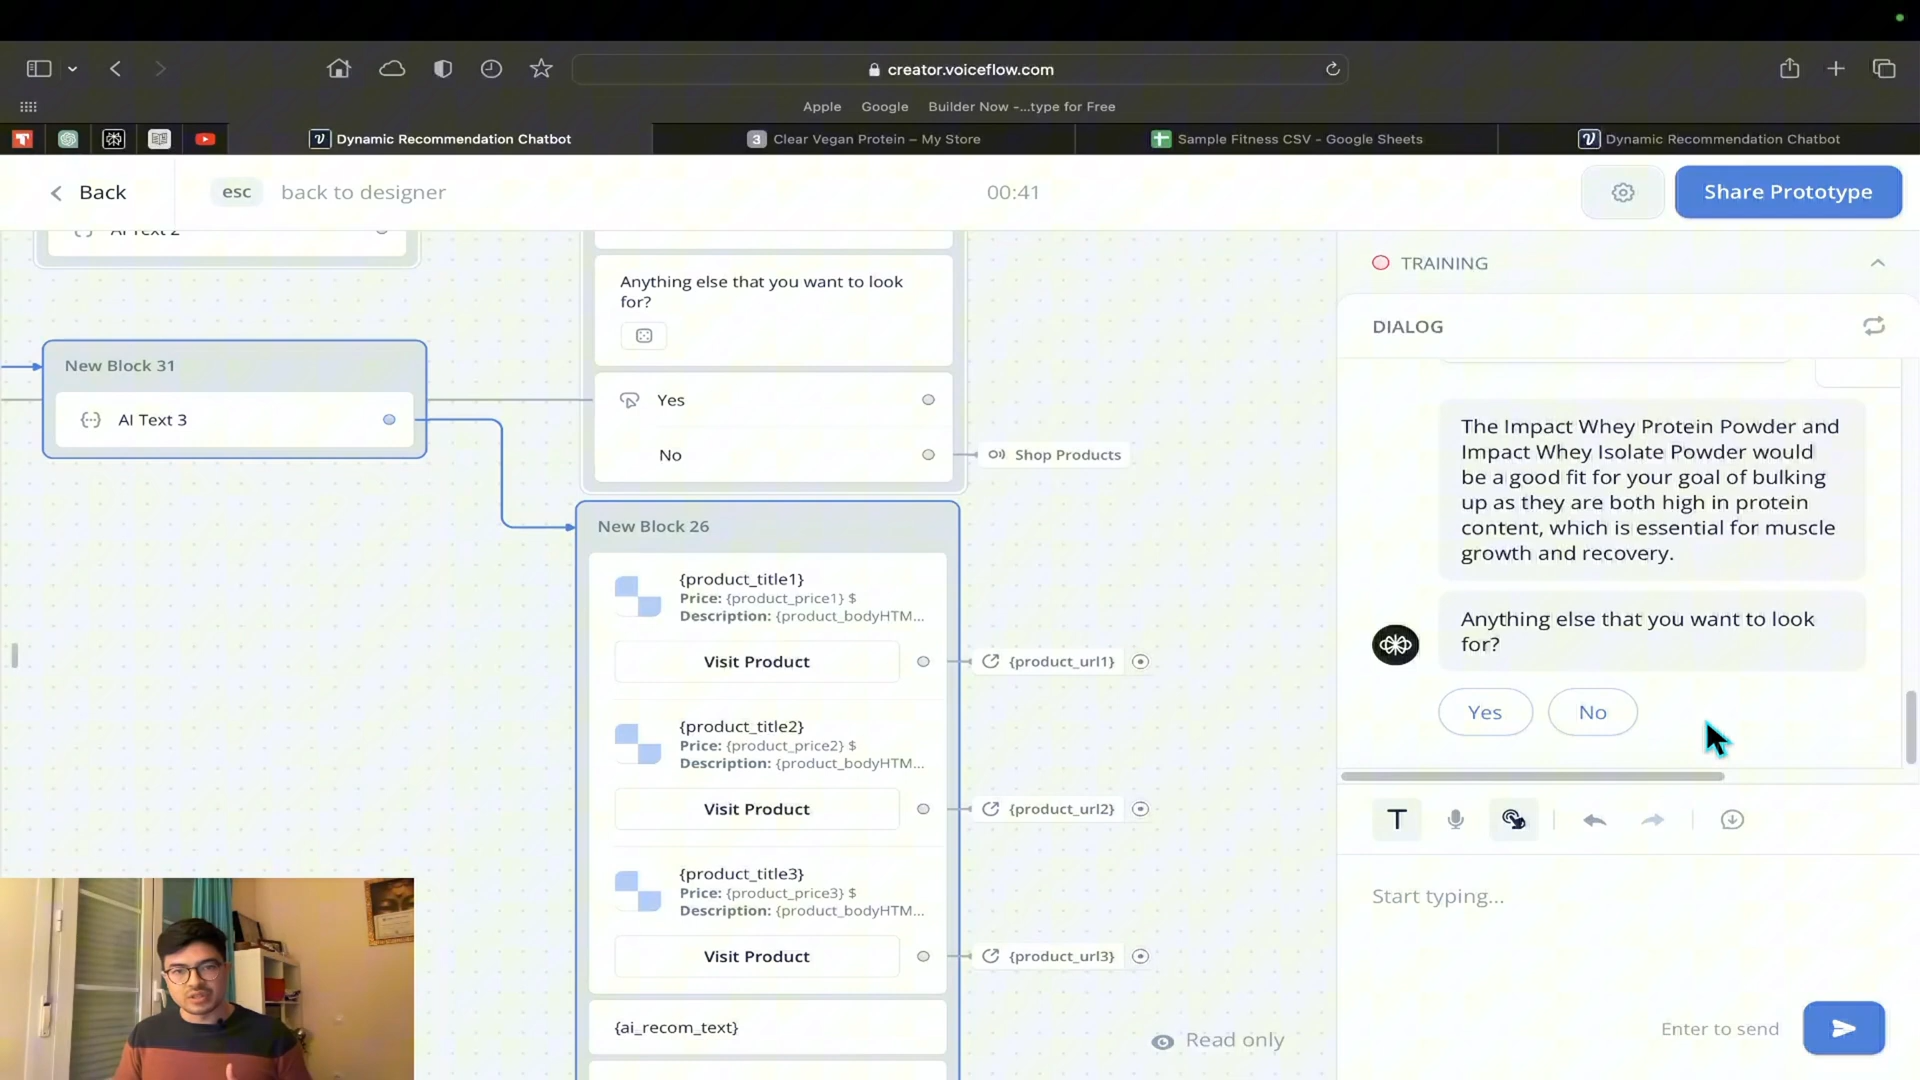 creator.voiceflow.com
Apple
Google
Builder Now -...type for Free
Dynamic Recommendation Chatbot
3
Clear Vegan Protein – My Store
Sample Fitness CSV - Google Sheets
Dynamic Recommendation Chatbot
Back
esc
back to designer
00:41
Share Prototype
AI Text 2
New Block 31
AI Text 3
Anything else that you want to look
for?
Yes
No
Shop Products
New Block 26
{product_title1}
Price: {product_price1} $
Description: {product_bodyHTM...
Visit Product
{product_url1}
{product_title2}
Price: {product_price2} $
Description: {product_bodyHTM...
Visit Product
{product_url2}
{product_title3}
Price: {product_price3} $
Description: {product_bodyHTM...
Visit Product
{product_url3}
{ai_recom_text}
Read only
TRAINING
DIALOG
The Impact Whey Protein Powder and
Impact Whey Isolate Powder would
be a good fit for your goal of bulking
up as they are both high in protein
content, which is essential for muscle
growth and recovery.
Anything else that you want to look
for?
Yes
No
T
Start typing...
Enter to send